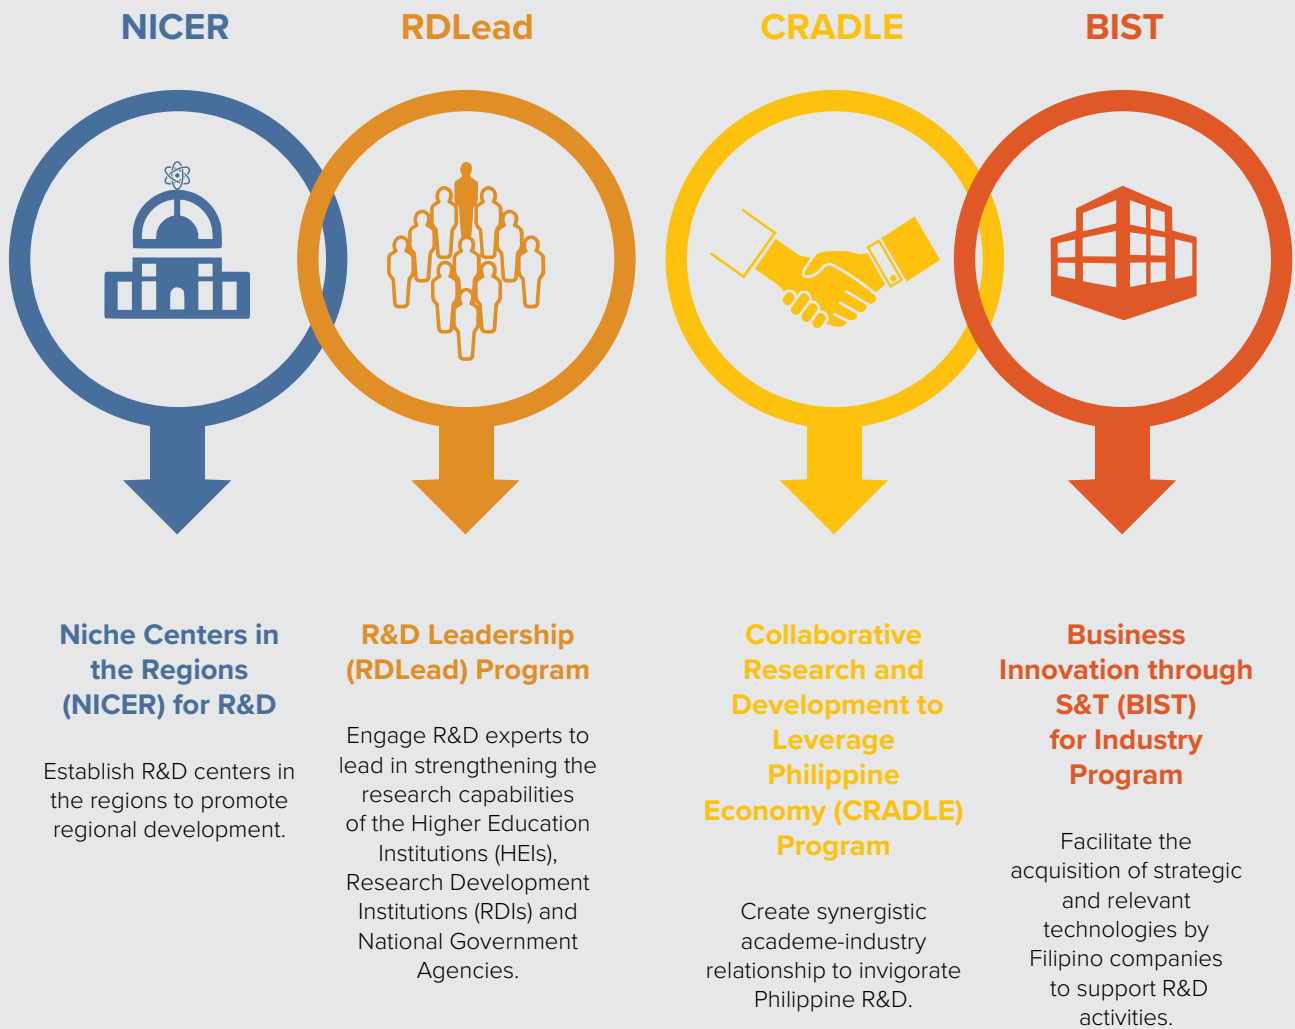 NICER
RDLead
CRADLE
BIST
Niche Centers in
the Regions
(NICER) for R&D
Establish R&D centers in
the regions to promote
regional development.
R&D Leadership
(RDLead) Program
Engage R&D experts to
lead in strengthening the
research capabilities
of the Higher Education
Institutions (HEIs),
Research Development
Institutions (RDIs) and
National Government
Agencies.
Collaborative
Research and
Development to
Leverage
Philippine
Economy (CRADLE)
Program
Create synergistic
academe-industry
relationship to invigorate
Philippine R&D.
Business
Innovation through
S&T (BIST)
for Industry
Program
Facilitate the
acquisition of strategic
and relevant
technologies by
Filipino companies
to support R&D
activities.